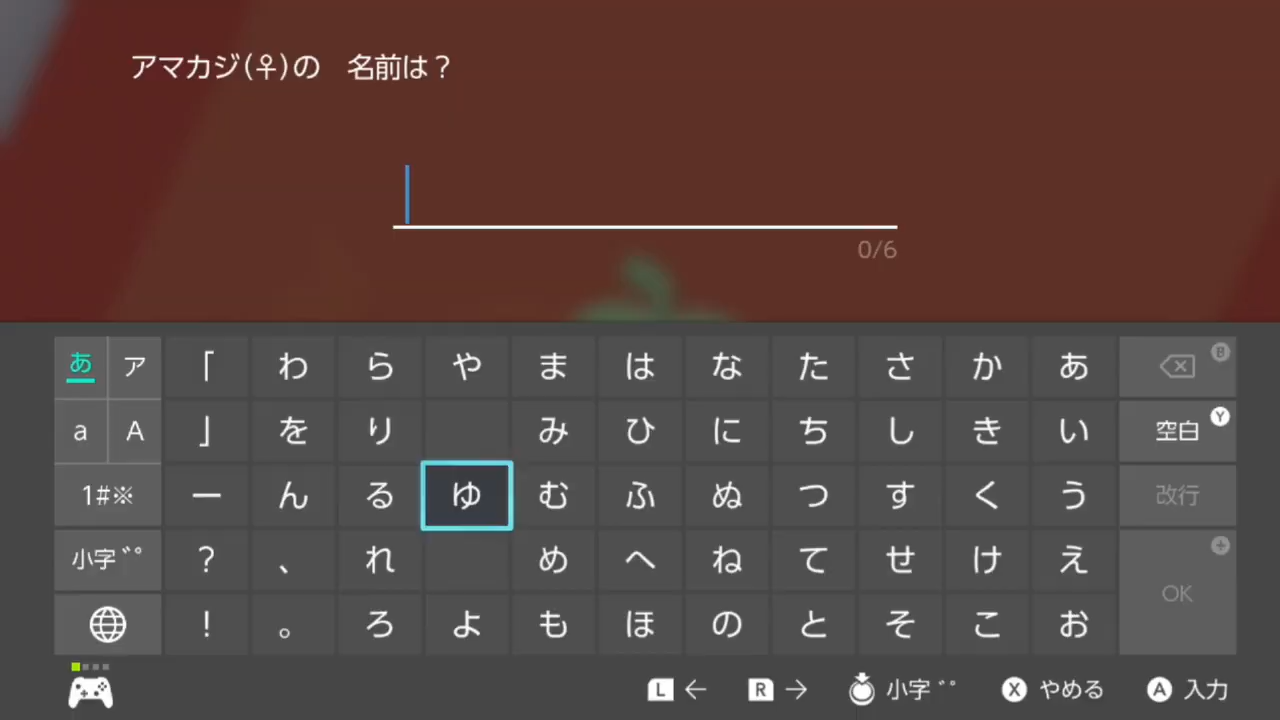 アマカジ(♀)の　名前は？
0/6
あ ア 「 わ ら や ま は な た さ か あ B
a A 」 を り み ひ に ち し き い 空白 Y
1#※ ー ん る ゆ む ふ ぬ つ す く う 改行
小字゛゜ ？ 、 れ め へ ね て せ け え +
！ 。 ろ よ も ほ の と そ こ お OK
L ← R → 小字゛゜ X やめる A 入力